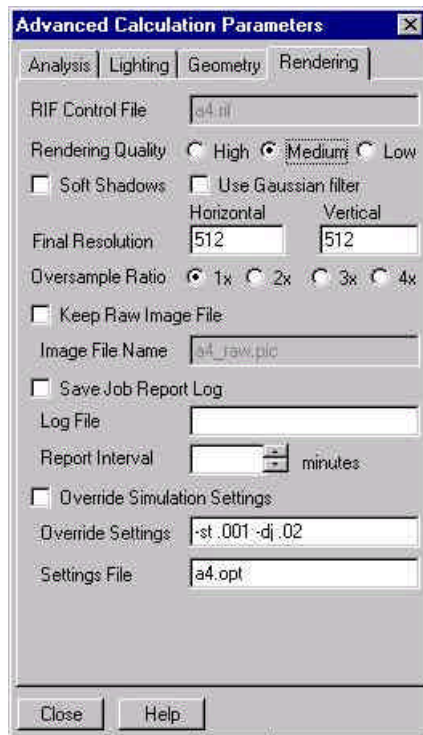 Advanced Calculation Parameters
Analysis Lighting Geometry Rendering
RIF Control File a4.rif
Rendering Quality High Medium Low
Soft Shadows Use Gaussian filter
Horizontal Vertical
Final Resolution 512 512
Oversample Ratio 1x 2x 3x 4x
Keep Raw Image File
Image File Name a4_raw.pic
Save Job Report Log
Log File
Report Interval minutes
Override Simulation Settings
Override Settings -st .001 -dj .02
Settings File a4.opt
Close Help